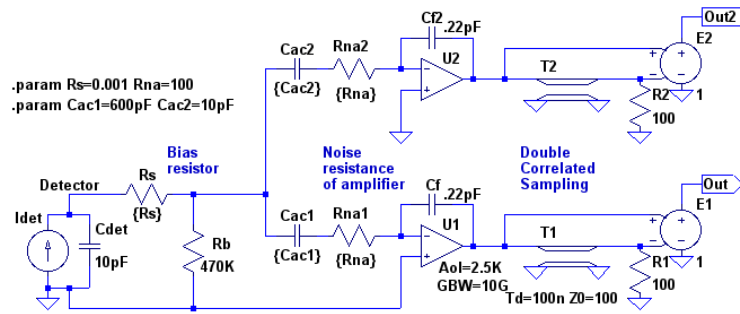 Cf2
.22pF
Out2
E2
Cac2
Rna2
U2
T2
{Cac2}
{Rna}
R2
100
1
.param Rs=0.001 Rna=100
.param Cac1=600pF Cac2=10pF
Bias
resistor
Noise
resistance
of amplifier
Double
Correlated
Sampling
Detector
Rs
{Rs}
Cf
.22pF
Out
E1
Cac1
Rna1
U1
T1
{Cac1}
{Rna}
Idet
Cdet
10pF
Rb
470K
Aol=2.5K
GBW=10G
Td=100n Z0=100
R1
100
1